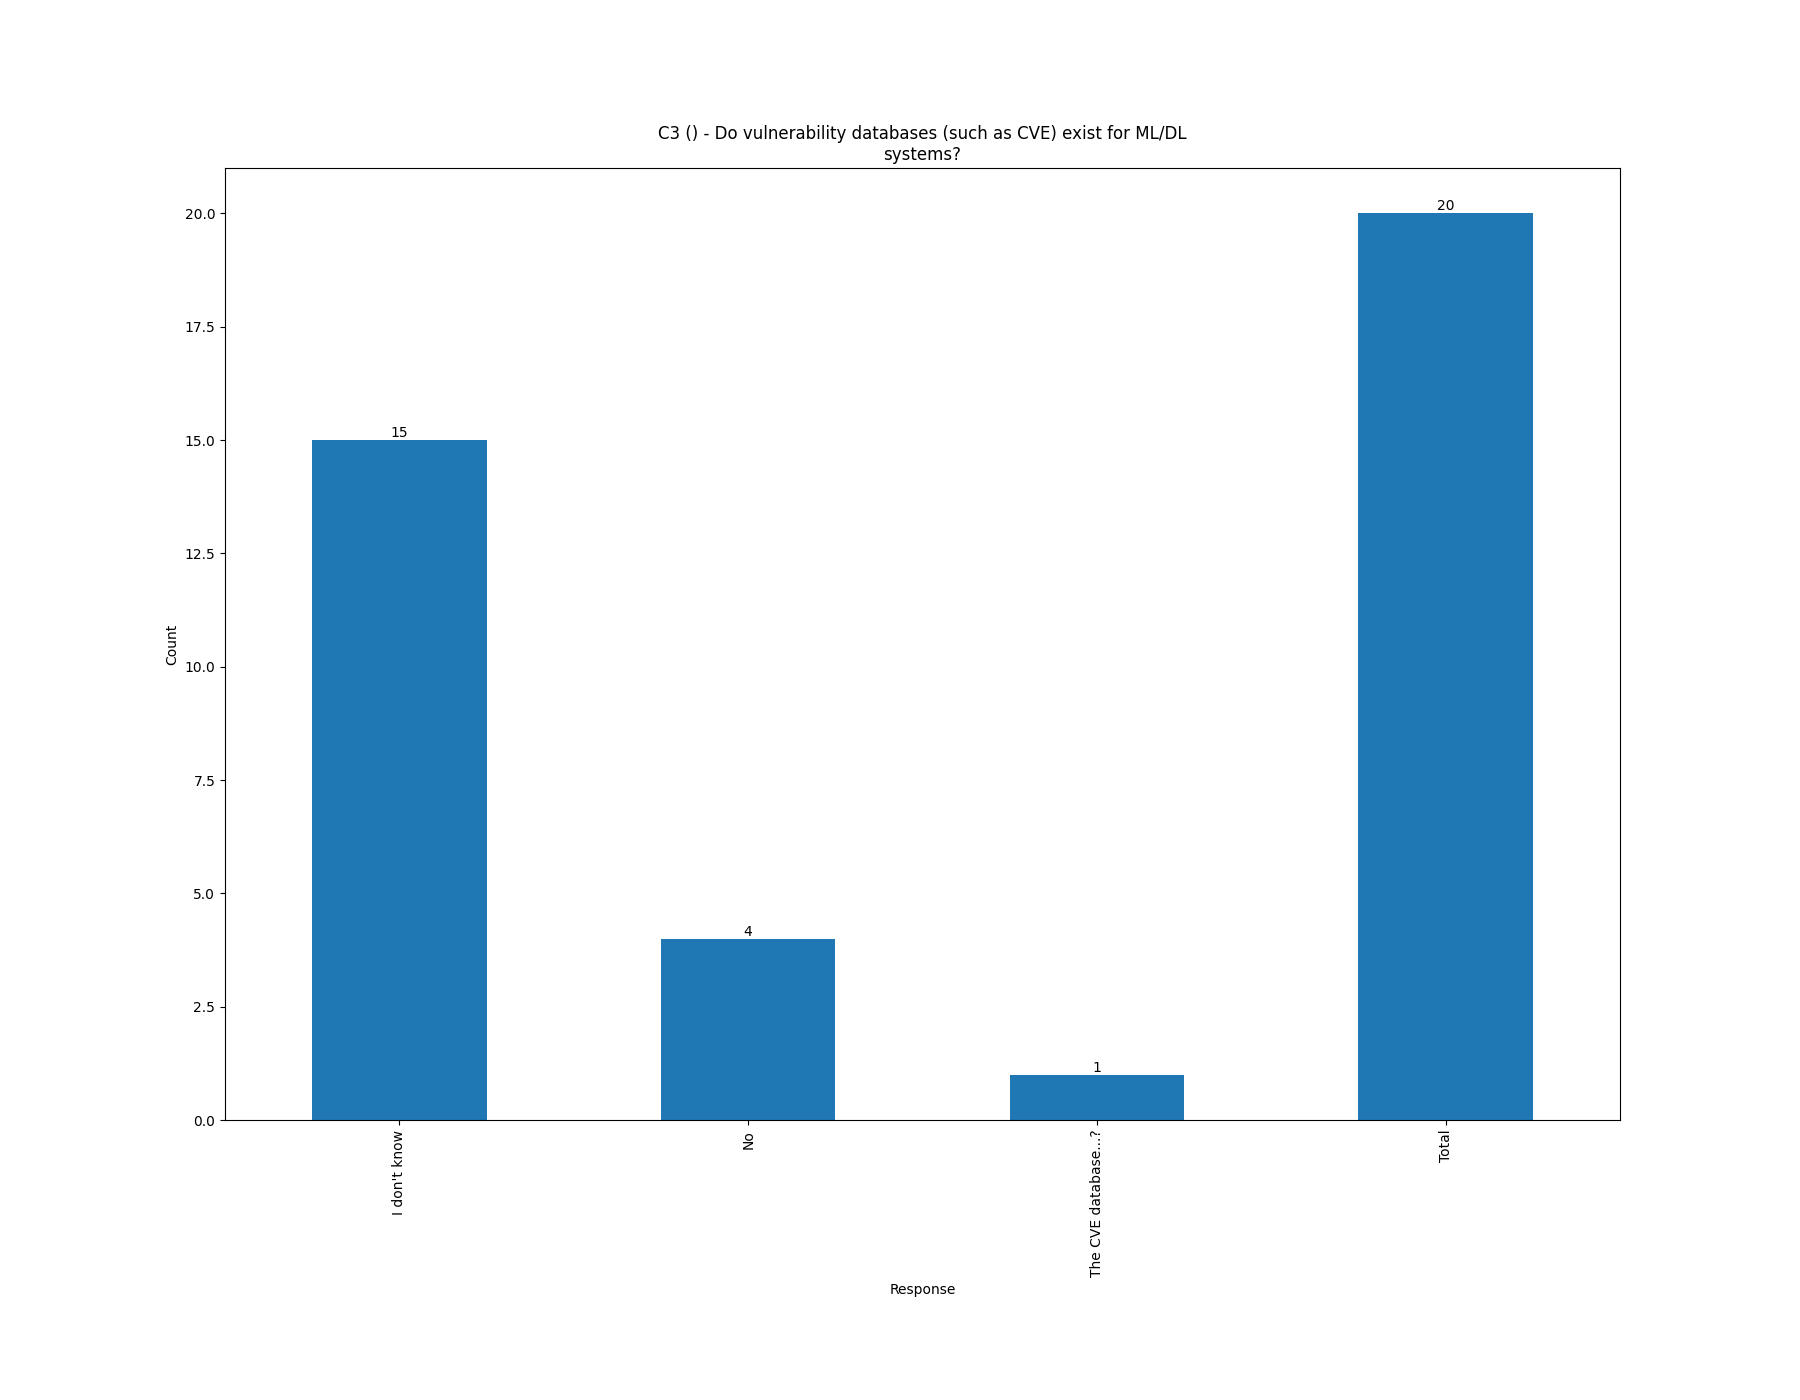 C3 () - Do vulnerability databases (such as CVE) exist for ML/DL
systems?
20.0
17.5
15.0
12.5
10.0
7.5
5.0
2.5
0.0
Count
15
4
1
20
I don't know
No
The CVE database...?
Total
Response